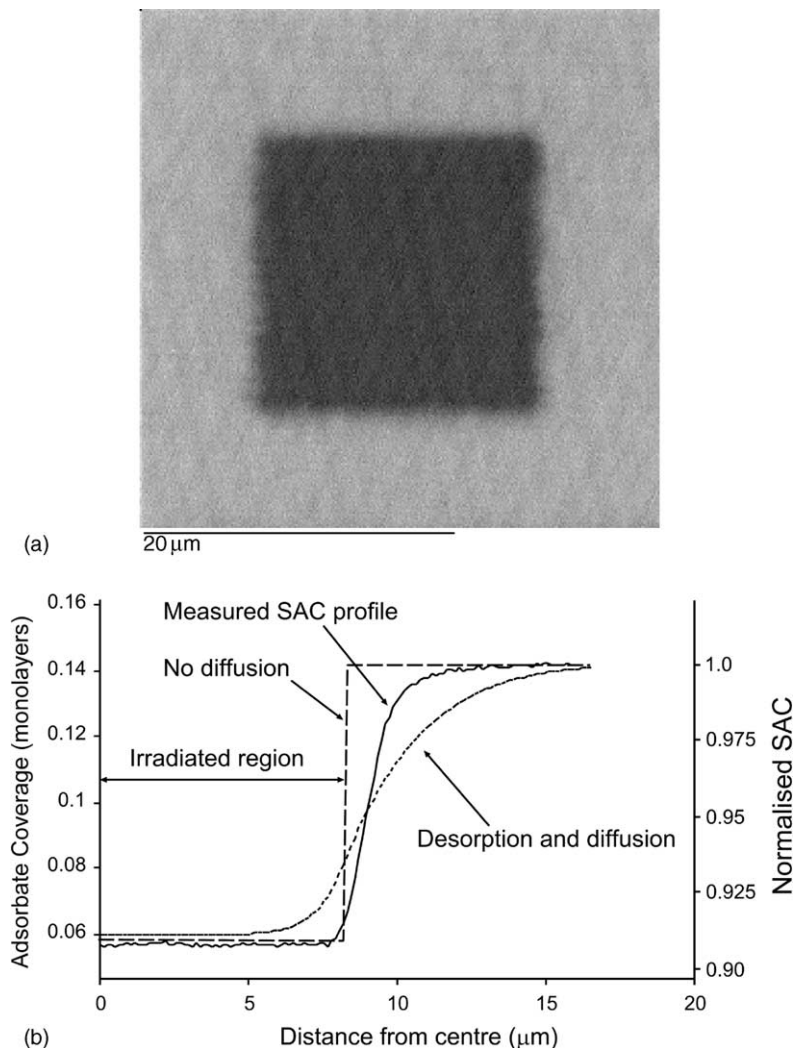 (a)
20 µm
0.16
0.14
0.12
0.1
0.08
0.06
Adsorbate Coverage (monolayers)
Measured SAC profile
No diffusion
Irradiated region
Desorption and diffusion
1.0
0.975
0.95
0.925
0.90
Normalised SAC
0
5
10
15
20
(b)
Distance from centre (µm)